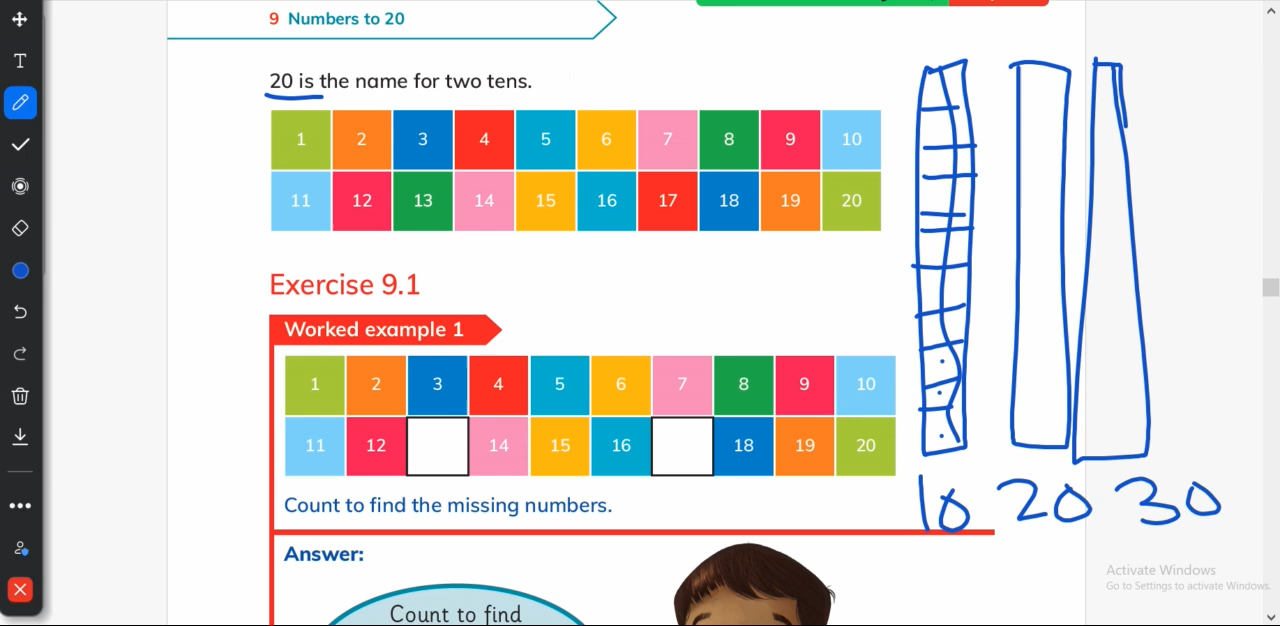 9 Numbers to 20
20 is the name for two tens.
1 2 3 4 5 6 7 8 9 10
11 12 13 14 15 16 17 18 19 20
Exercise 9.1
Worked example 1
1 2 3 4 5 6 7 8 9 10
11 12 14 15 16 18 19 20
Count to find the missing numbers.
Answer:
Count to find
10 20 30
Activate Windows
Go to Settings to activate Windows.
T